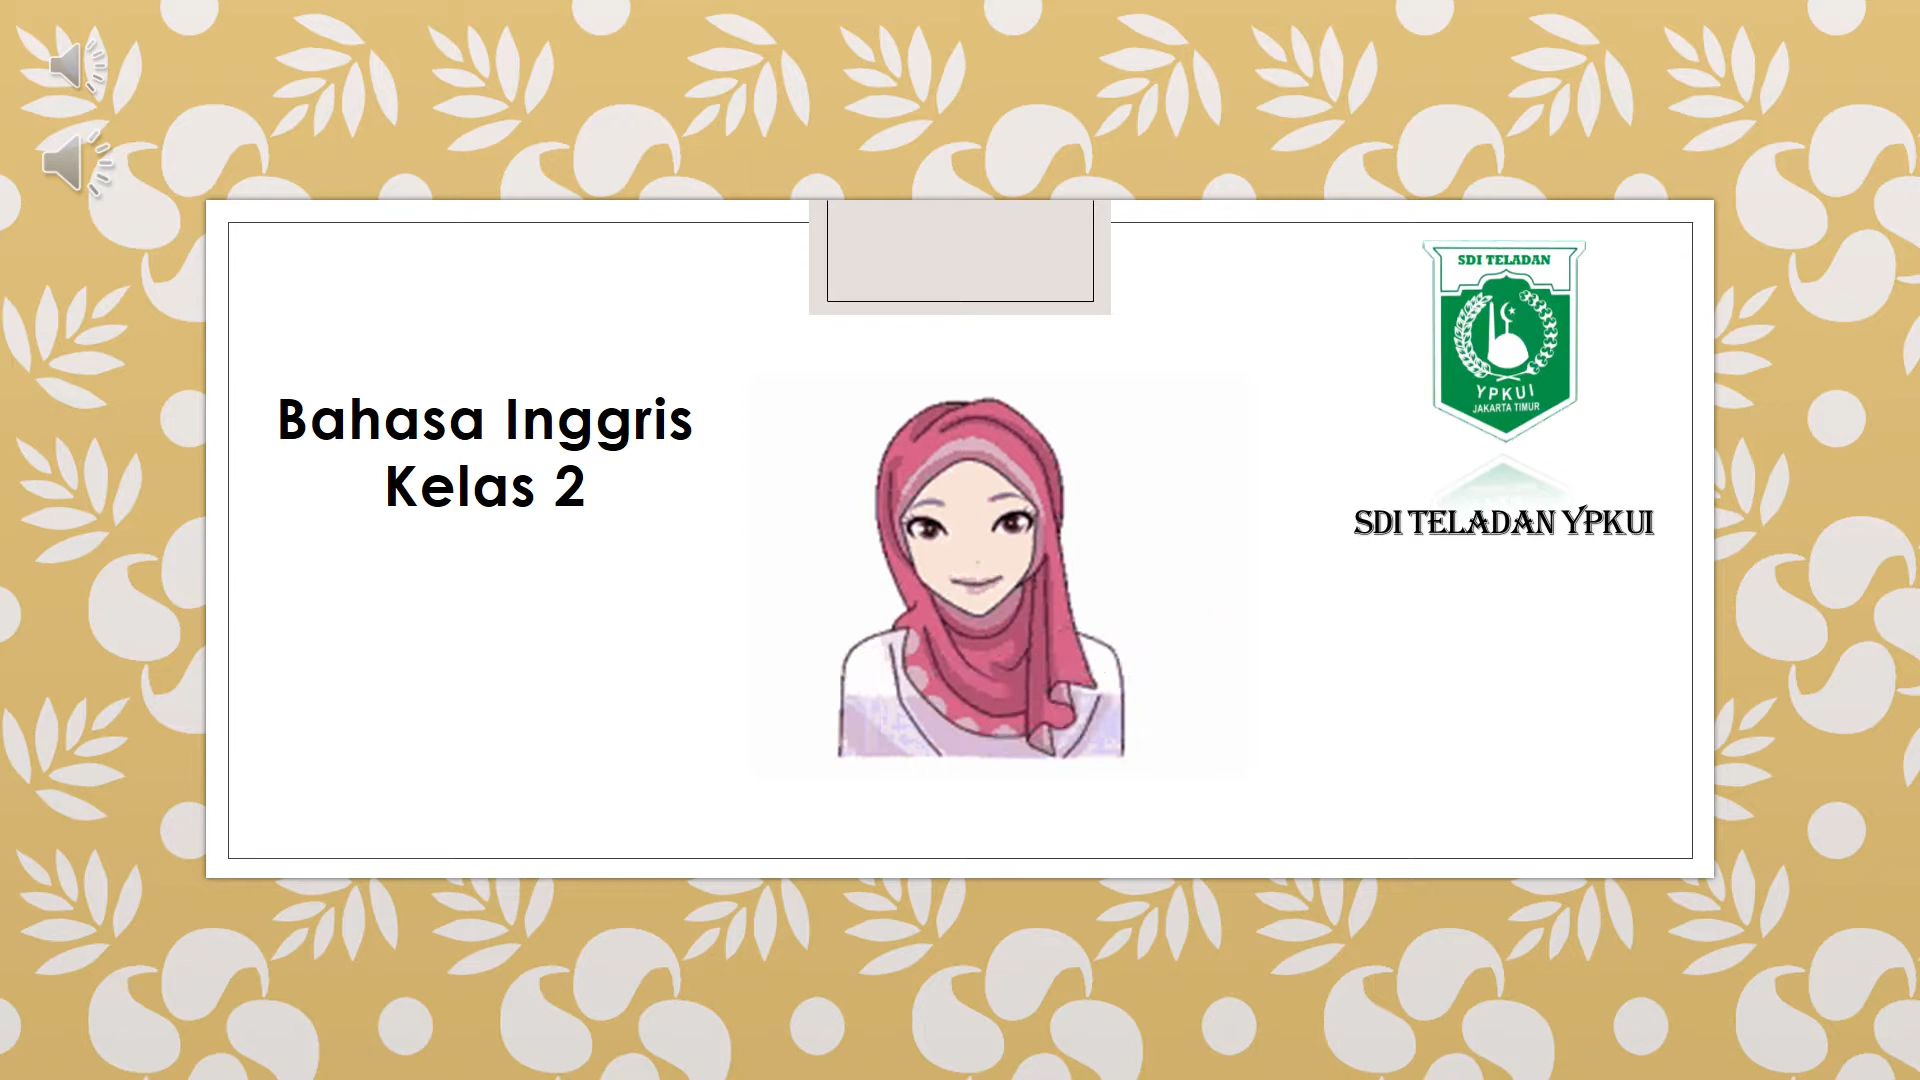 Bahasa Inggris
Kelas 2
SDI TELADAN
YPKUI
JAKARTA TIMUR
SDI TELADAN YPKUI